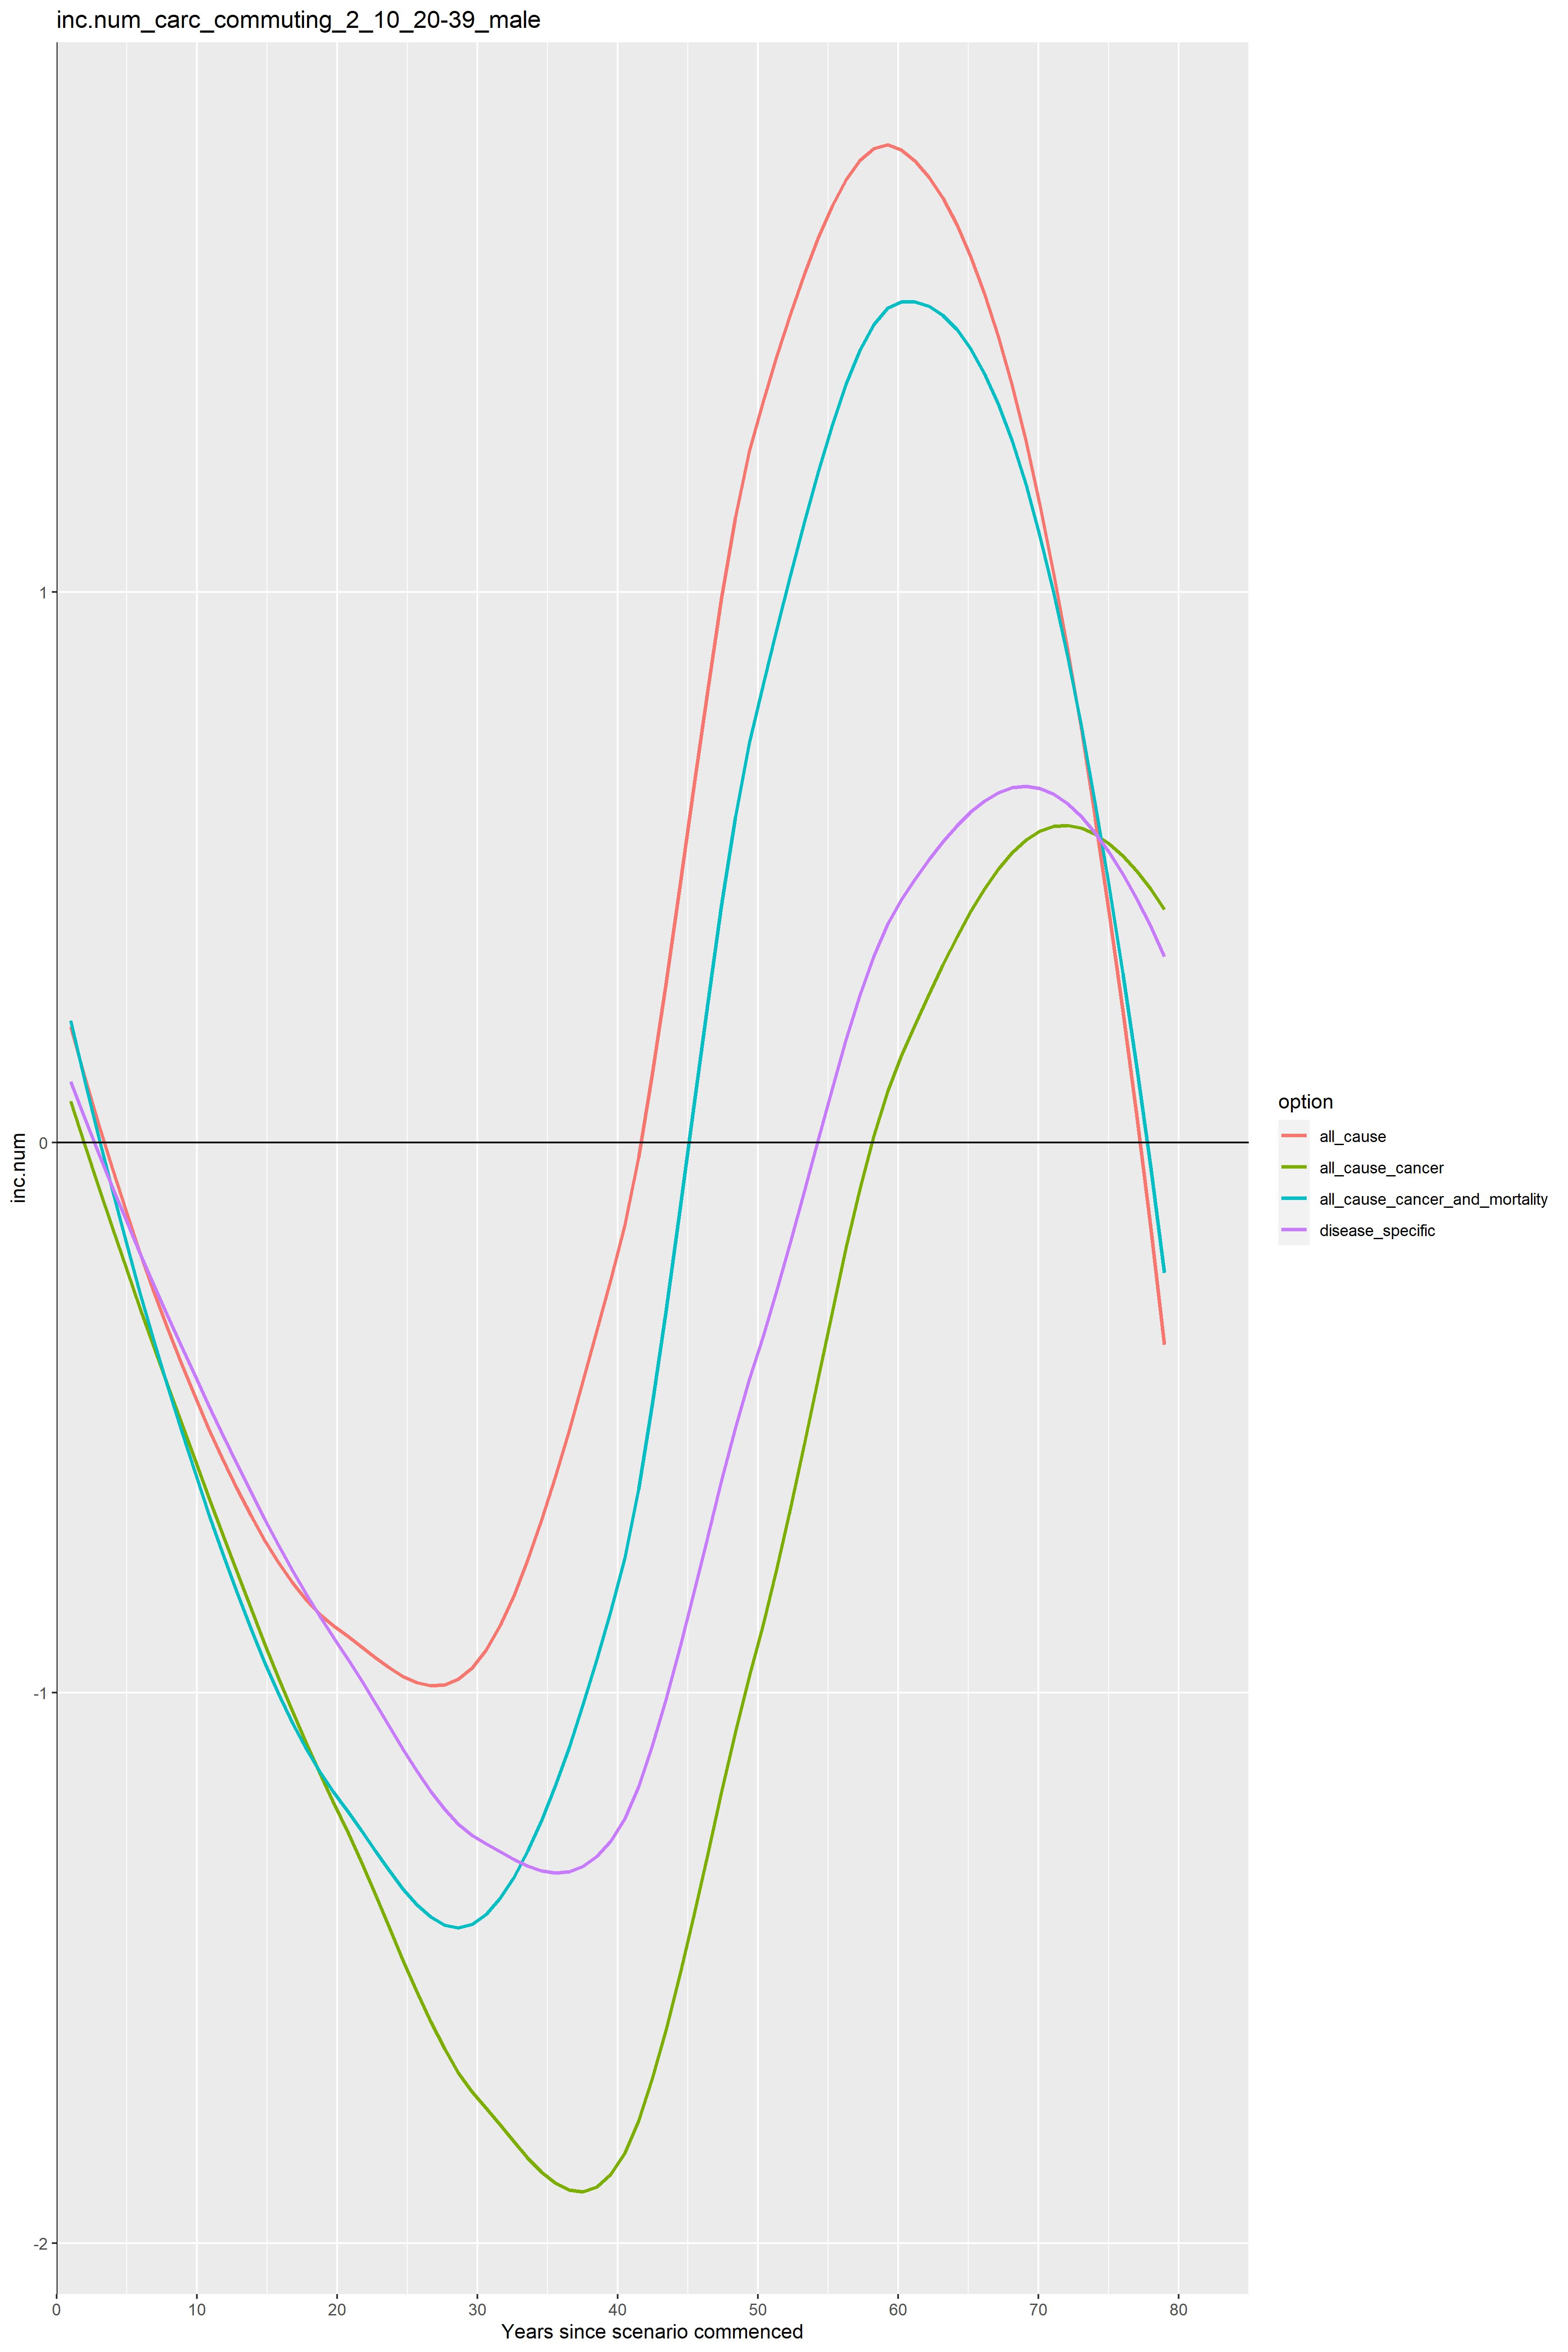 inc.num_carc_commuting_2_10_20-39_male
inc.num
1
0
-1
-2
0 10 20 30 40 50 60 70 80
Years since scenario commenced
option
all_cause
all_cause_cancer
all_cause_cancer_and_mortality
disease_specific